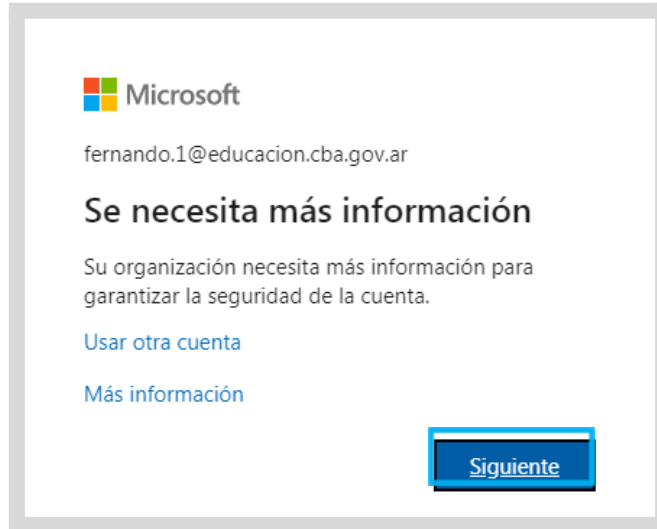 Microsoft
fernando.1@educacion.cba.gov.ar
Se necesita más información
Su organización necesita más información para
garantizar la seguridad de la cuenta.
Usar otra cuenta
Más información
Siguiente